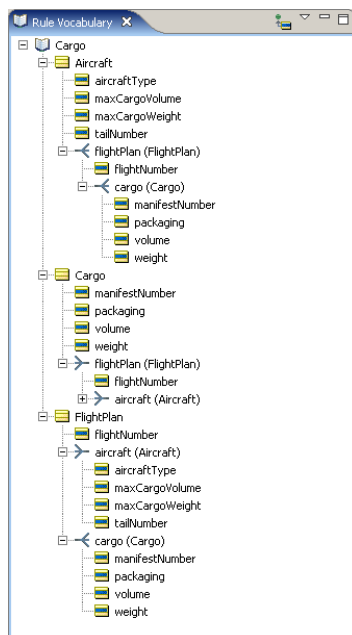 Rule Vocabulary
Cargo
Aircraft
aircraftType
maxCargoVolume
maxCargoWeight
tailNumber
flightPlan (FlightPlan)
flightNumber
cargo (Cargo)
manifestNumber
packaging
volume
weight
Cargo
manifestNumber
packaging
volume
weight
flightPlan (FlightPlan)
flightNumber
aircraft (Aircraft)
FlightPlan
flightNumber
aircraft (Aircraft)
aircraftType
maxCargoVolume
maxCargoWeight
tailNumber
cargo (Cargo)
manifestNumber
packaging
volume
weight